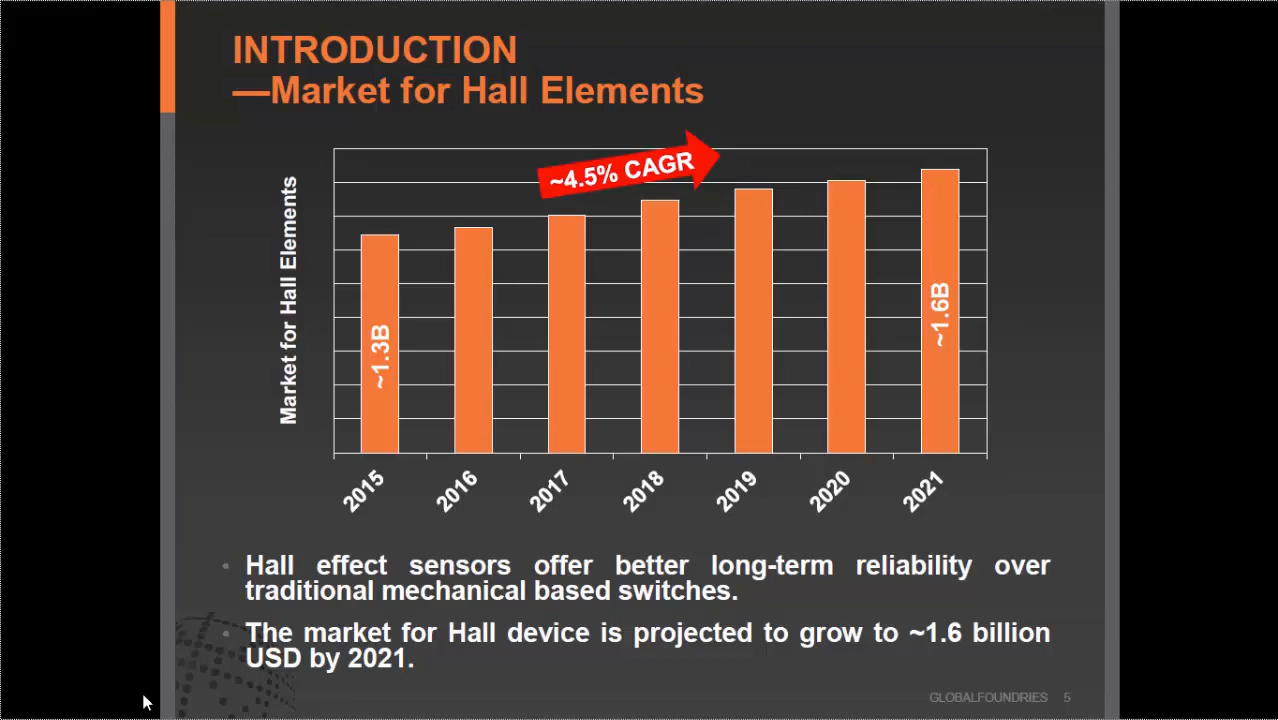 INTRODUCTION
—Market for Hall Elements
~4.5% CAGR
Market for Hall Elements
~1.3B
~1.6B
2015
2016
2017
2018
2019
2020
2021
Hall effect sensors offer better long-term reliability over
traditional mechanical based switches.
The market for Hall device is projected to grow to ~1.6 billion
USD by 2021.
GLOBALFOUNDRIES 5